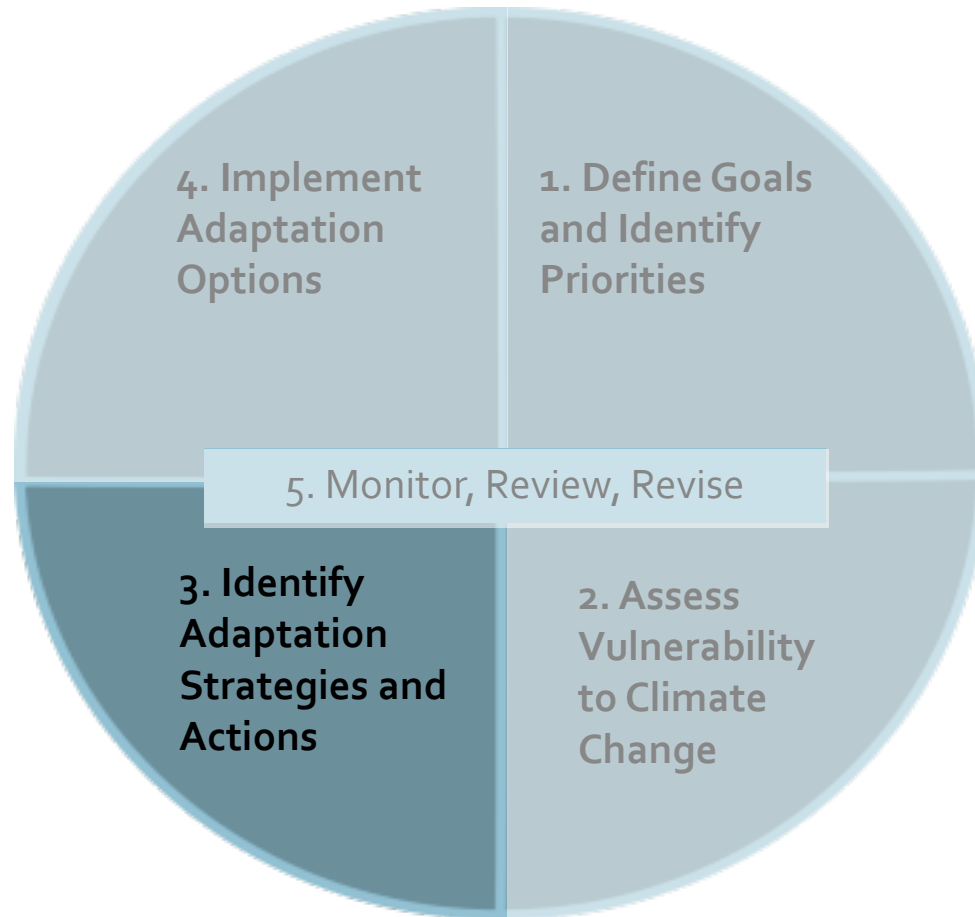 1. Define Goals
and Identify
Priorities
2. Assess
Vulnerability
to Climate
Change
3. Identify
Adaptation
Strategies and
Actions
4. Implement
Adaptation
Options
5. Monitor, Review, Revise